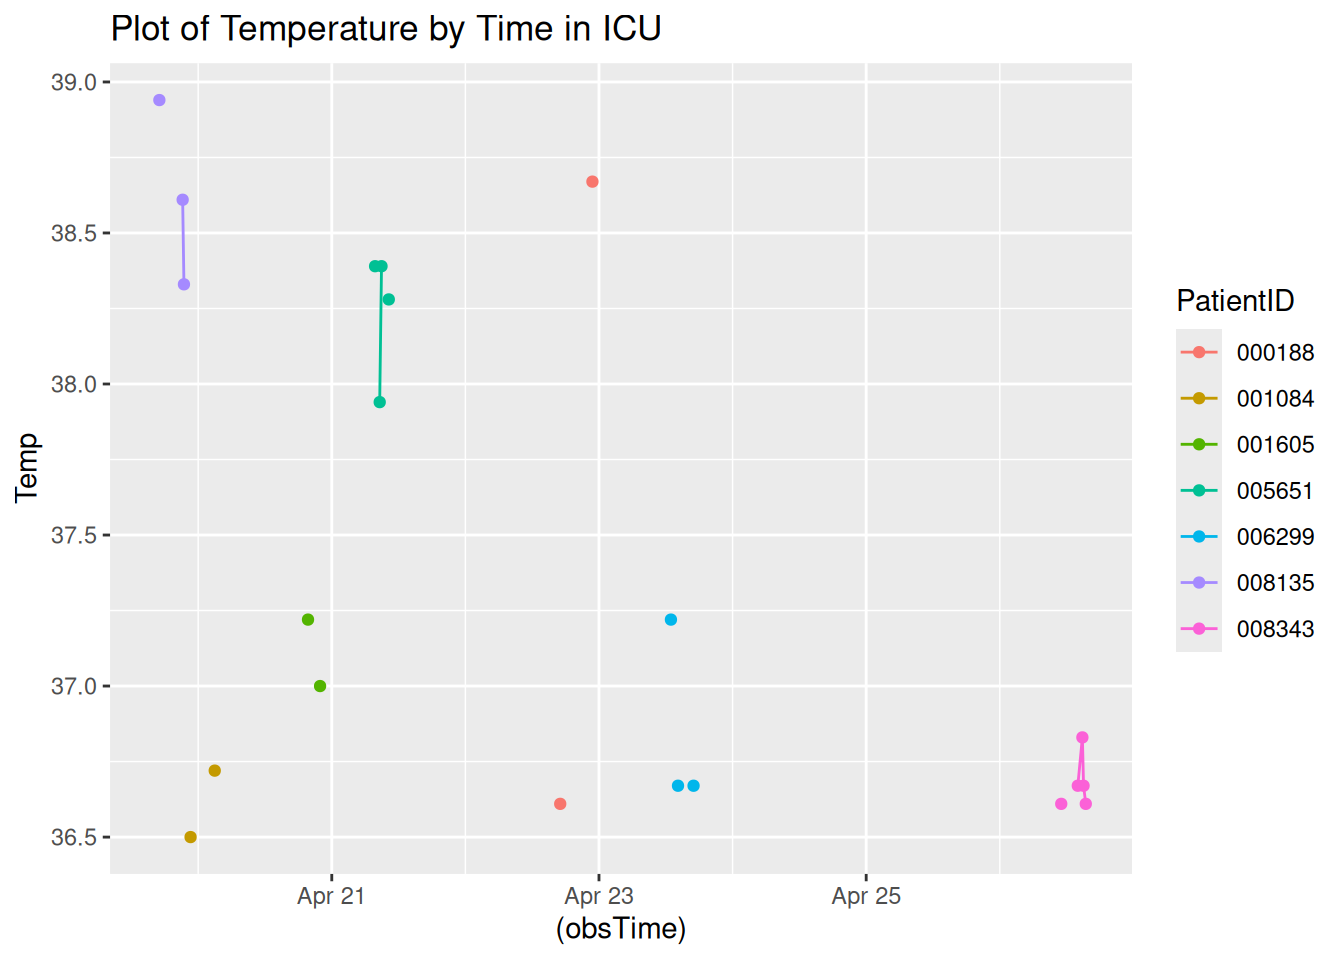 Plot of Temperature by Time in ICU
39.0
38.5
38.0
37.5
37.0
36.5
Temp
Apr 21
Apr 23
Apr 25
(obsTime)
PatientID
000188
001084
001605
005651
006299
008135
008343